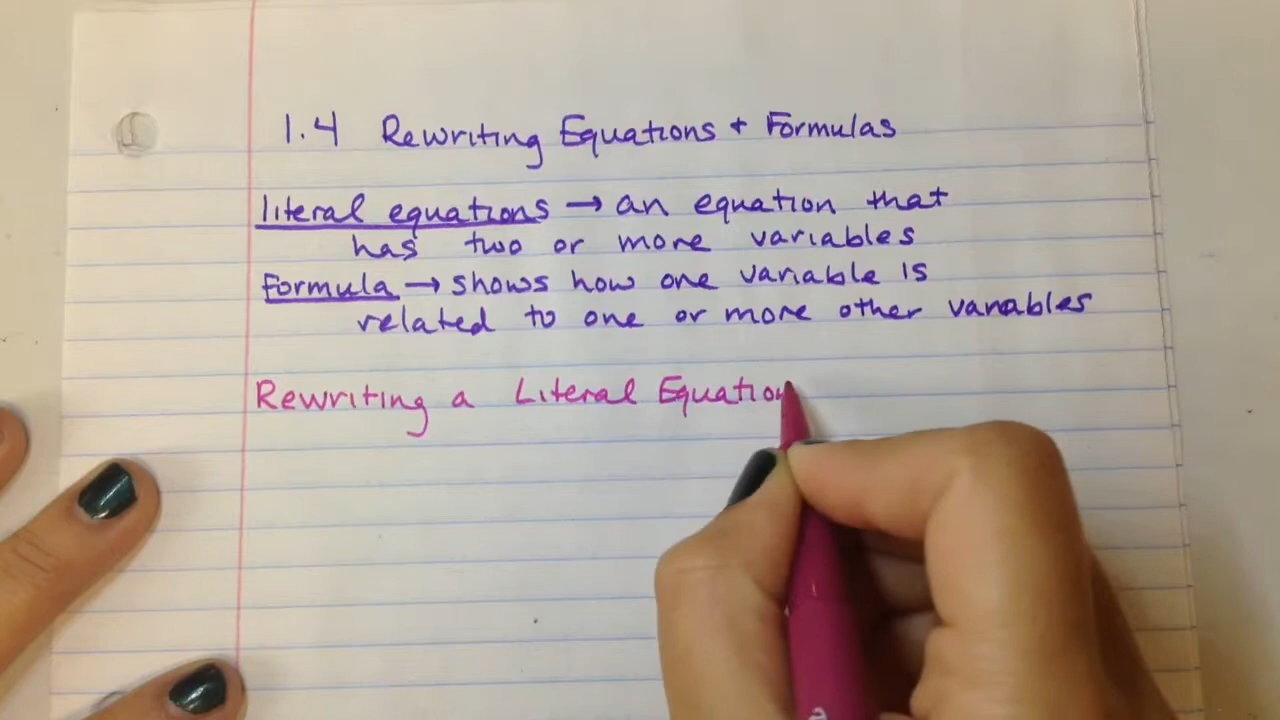 1.4 Rewriting Equations + Formulas
literal equations → an equation that
has two or more variables
Formula → shows how one variable is
related to one or more other variables
Rewriting a Literal Equation